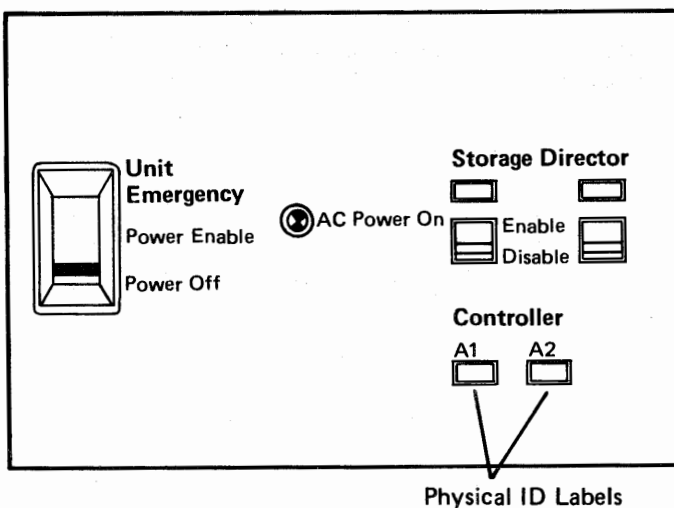 Unit
Emergency
Power Enable
Power Off
AC Power On
Storage Director
Enable
Disable
Controller
A1 A2
Physical ID Labels